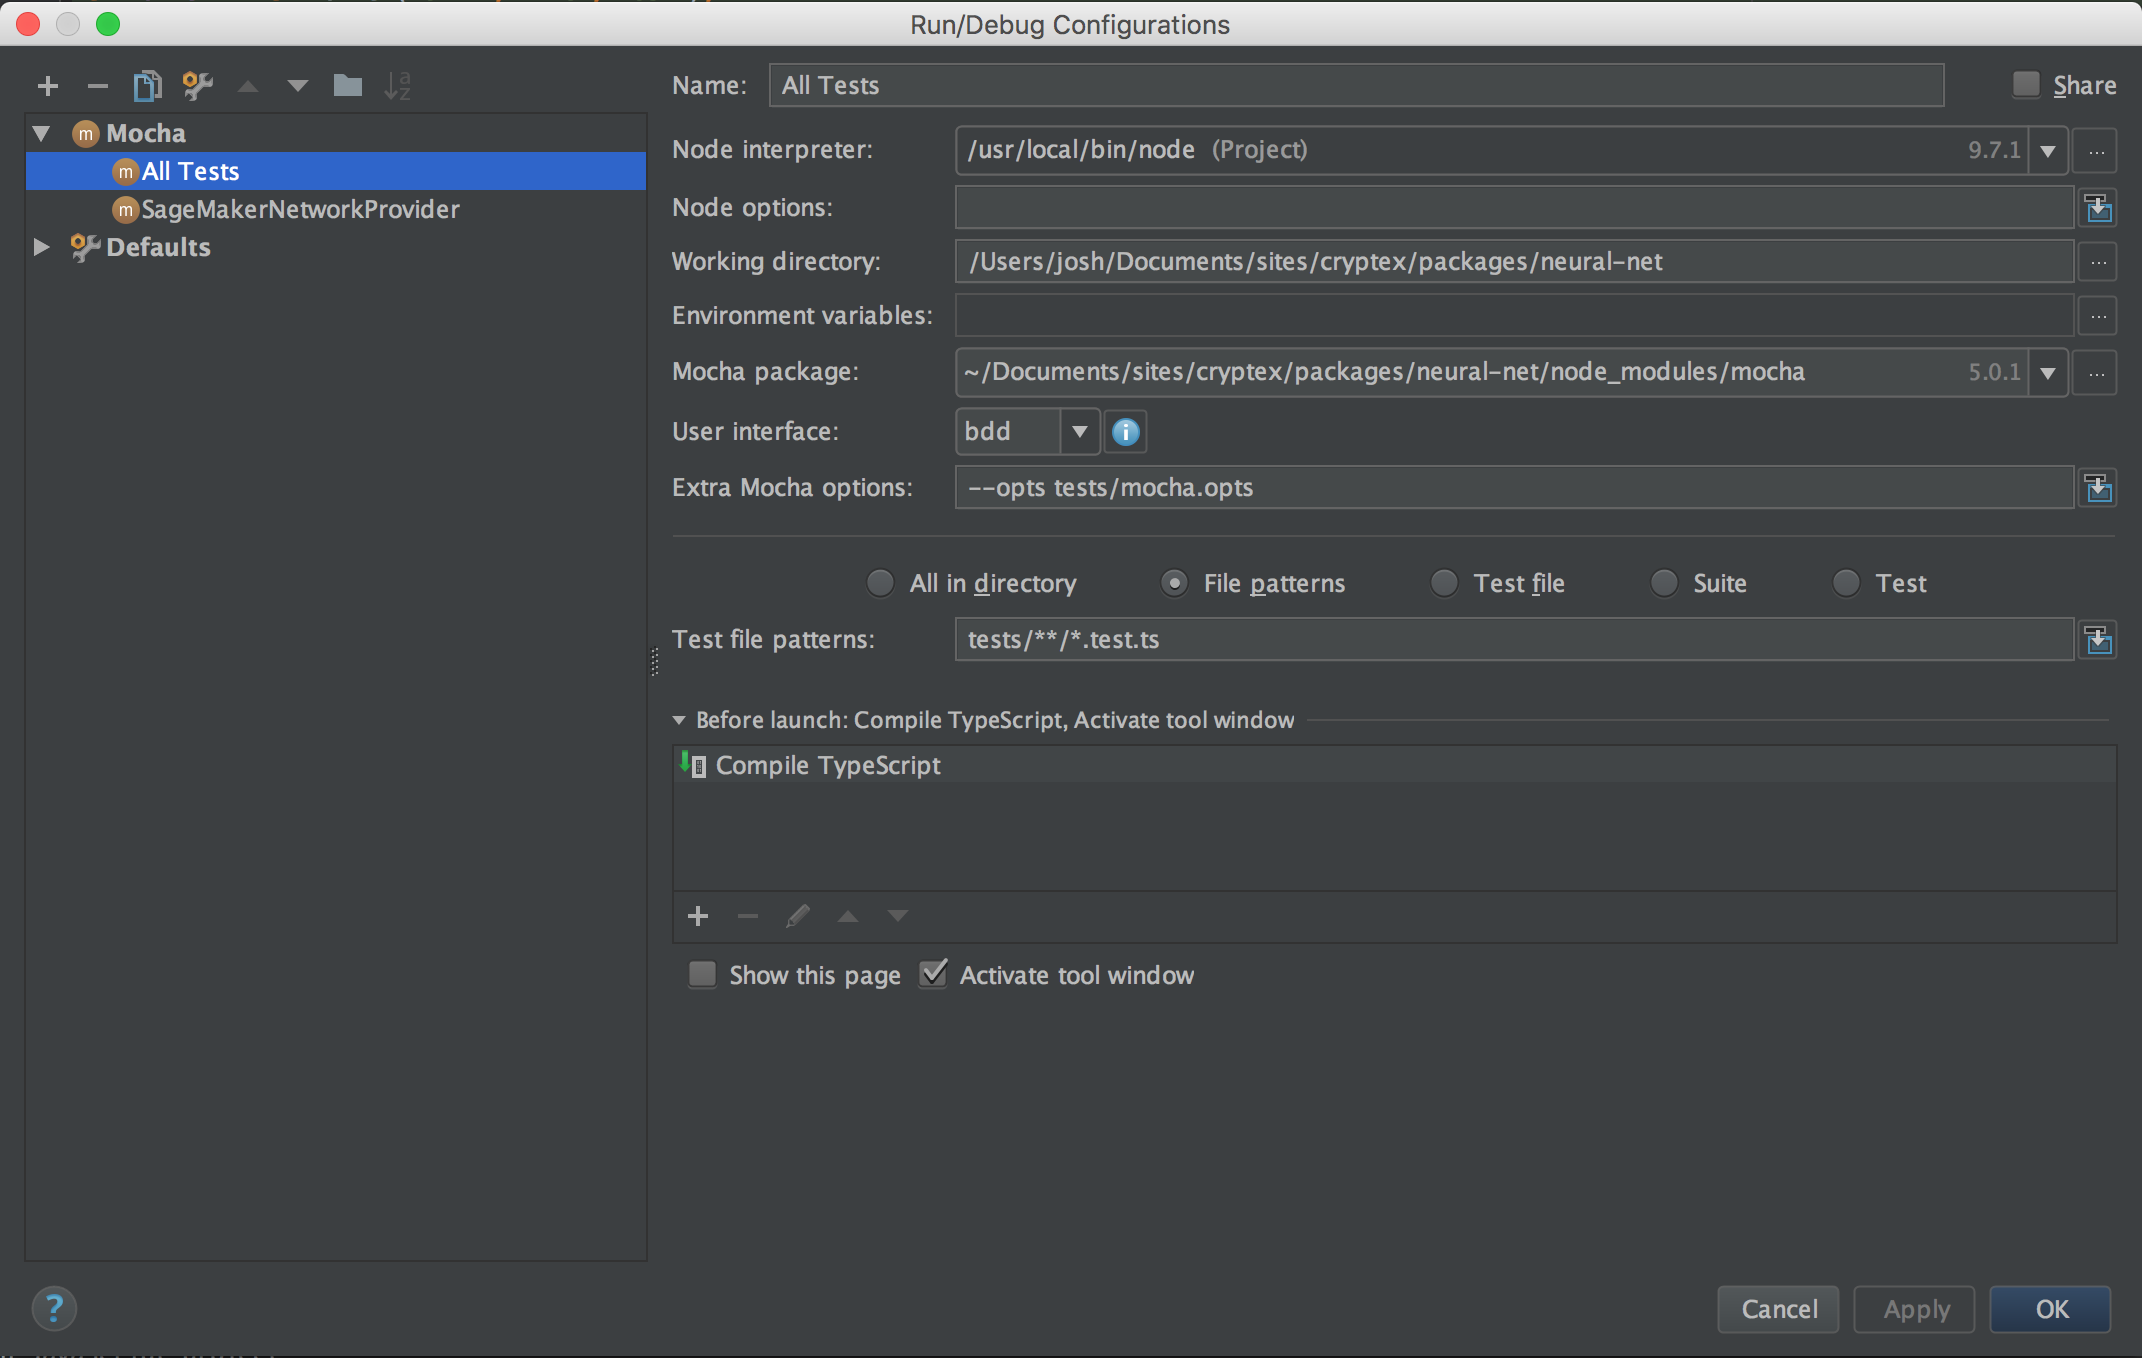 Run/Debug Configurations
Name: All Tests Share
m Mocha
m All Tests
m SageMakerNetworkProvider
Defaults
Node interpreter: /usr/local/bin/node (Project) 9.7.1 ...
Node options:
Working directory: /Users/josh/Documents/sites/cryptex/packages/neural-net ...
Environment variables: ...
Mocha package: ~/Documents/sites/cryptex/packages/neural-net/node_modules/mocha 5.0.1 ...
User interface: bdd i
Extra Mocha options: --opts tests/mocha.opts
All in directory File patterns Test file Suite Test
Test file patterns: tests/**/*.test.ts
Before launch: Compile TypeScript, Activate tool window
Compile TypeScript
Show this page Activate tool window
? Cancel Apply OK